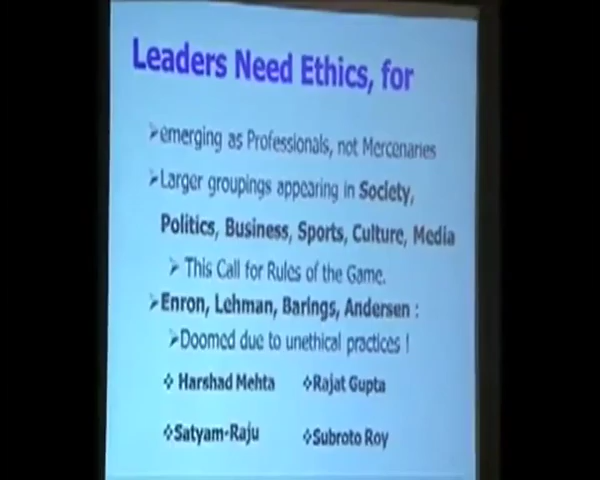 Leaders Need Ethics, for
➢emerging as Professionals, not Mercenaries
➢Larger groupings appearing in Society,
Politics, Business, Sports, Culture, Media
➢ This Call for Rules of the Game.
➢Enron, Lehman, Barings, Andersen :
➢Doomed due to unethical practices !
❖ Harshad Mehta ❖Rajat Gupta
❖Satyam-Raju ❖Subroto Roy